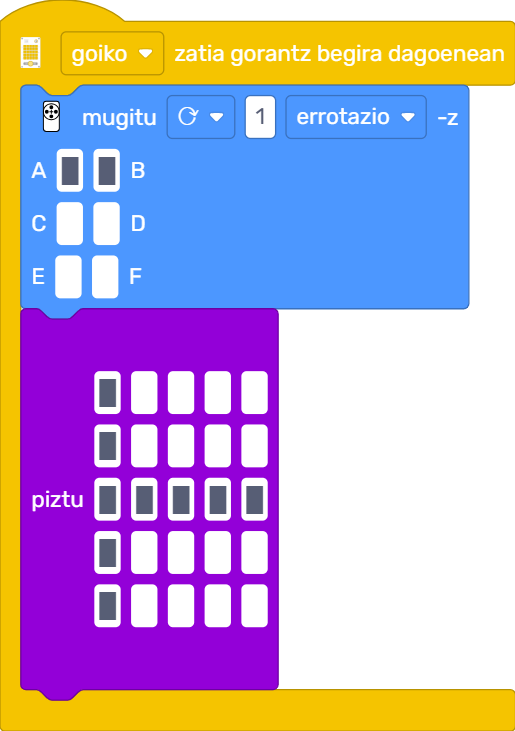 goiko zatia gorantz begira dagoenean
mugitu 1 errotazio -z
A B
C D
E F
piztu